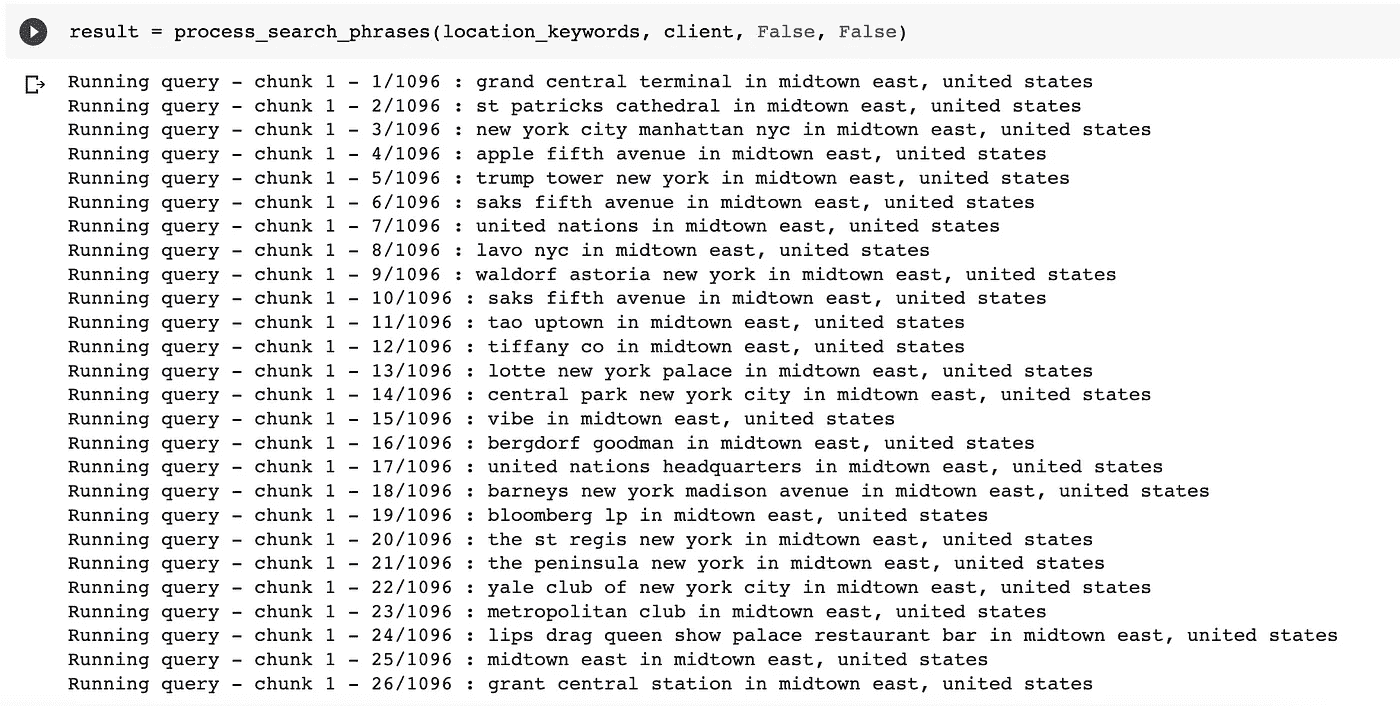 result = process_search_phrases(location_keywords, client, False, False)
Running query - chunk 1 - 1/1096 : grand central terminal in midtown east, united states
Running query - chunk 1 - 2/1096 : st patricks cathedral in midtown east, united states
Running query - chunk 1 - 3/1096 : new york city manhattan nyc in midtown east, united states
Running query - chunk 1 - 4/1096 : apple fifth avenue in midtown east, united states
Running query - chunk 1 - 5/1096 : trump tower new york in midtown east, united states
Running query - chunk 1 - 6/1096 : saks fifth avenue in midtown east, united states
Running query - chunk 1 - 7/1096 : united nations in midtown east, united states
Running query - chunk 1 - 8/1096 : lavo nyc in midtown east, united states
Running query - chunk 1 - 9/1096 : waldorf astoria new york in midtown east, united states
Running query - chunk 1 - 10/1096 : saks fifth avenue in midtown east, united states
Running query - chunk 1 - 11/1096 : tao uptown in midtown east, united states
Running query - chunk 1 - 12/1096 : tiffany co in midtown east, united states
Running query - chunk 1 - 13/1096 : lotte new york palace in midtown east, united states
Running query - chunk 1 - 14/1096 : central park new york city in midtown east, united states
Running query - chunk 1 - 15/1096 : vibe in midtown east, united states
Running query - chunk 1 - 16/1096 : bergdorf goodman in midtown east, united states
Running query - chunk 1 - 17/1096 : united nations headquarters in midtown east, united states
Running query - chunk 1 - 18/1096 : barneys new york madison avenue in midtown east, united states
Running query - chunk 1 - 19/1096 : bloomberg lp in midtown east, united states
Running query - chunk 1 - 20/1096 : the st regis new york in midtown east, united states
Running query - chunk 1 - 21/1096 : the peninsula new york in midtown east, united states
Running query - chunk 1 - 22/1096 : yale club of new york city in midtown east, united states
Running query - chunk 1 - 23/1096 : metropolitan club in midtown east, united states
Running query - chunk 1 - 24/1096 : lips drag queen show palace restaurant bar in midtown east, united states
Running query - chunk 1 - 25/1096 : midtown east in midtown east, united states
Running query - chunk 1 - 26/1096 : grant central station in midtown east, united states